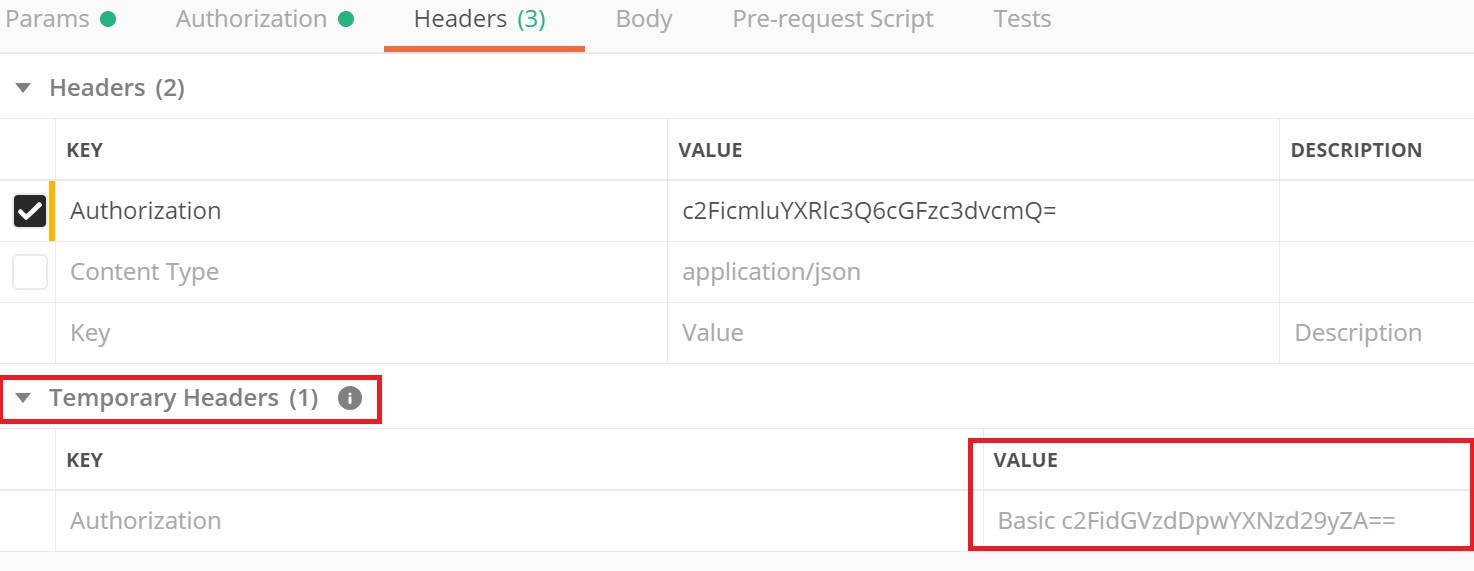 Params Authorization Headers (3) Body Pre-request Script Tests
Headers (2)
KEY VALUE DESCRIPTION
Authorization c2FicmluYXRlc3Q6cGFzc3dvcmQ=
Content Type application/json
Key Value Description
Temporary Headers (1)
KEY VALUE
Authorization Basic c2FidGVzdDpwYXNzd29yZA==